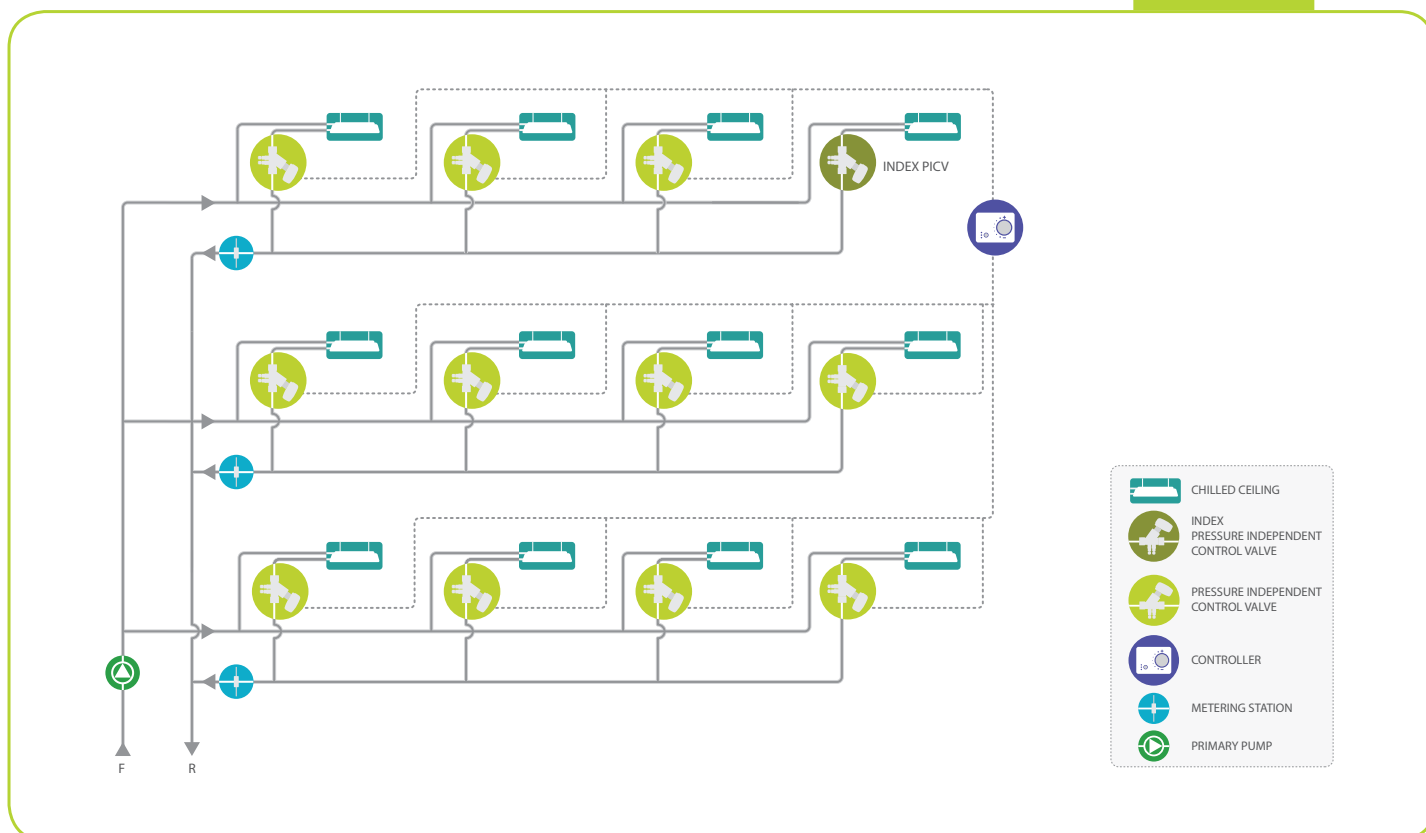 INDEX PICV
CHILLED CEILING
INDEX
PRESSURE INDEPENDENT
CONTROL VALVE
PRESSURE INDEPENDENT
CONTROL VALVE
CONTROLLER
METERING STATION
PRIMARY PUMP
F
R